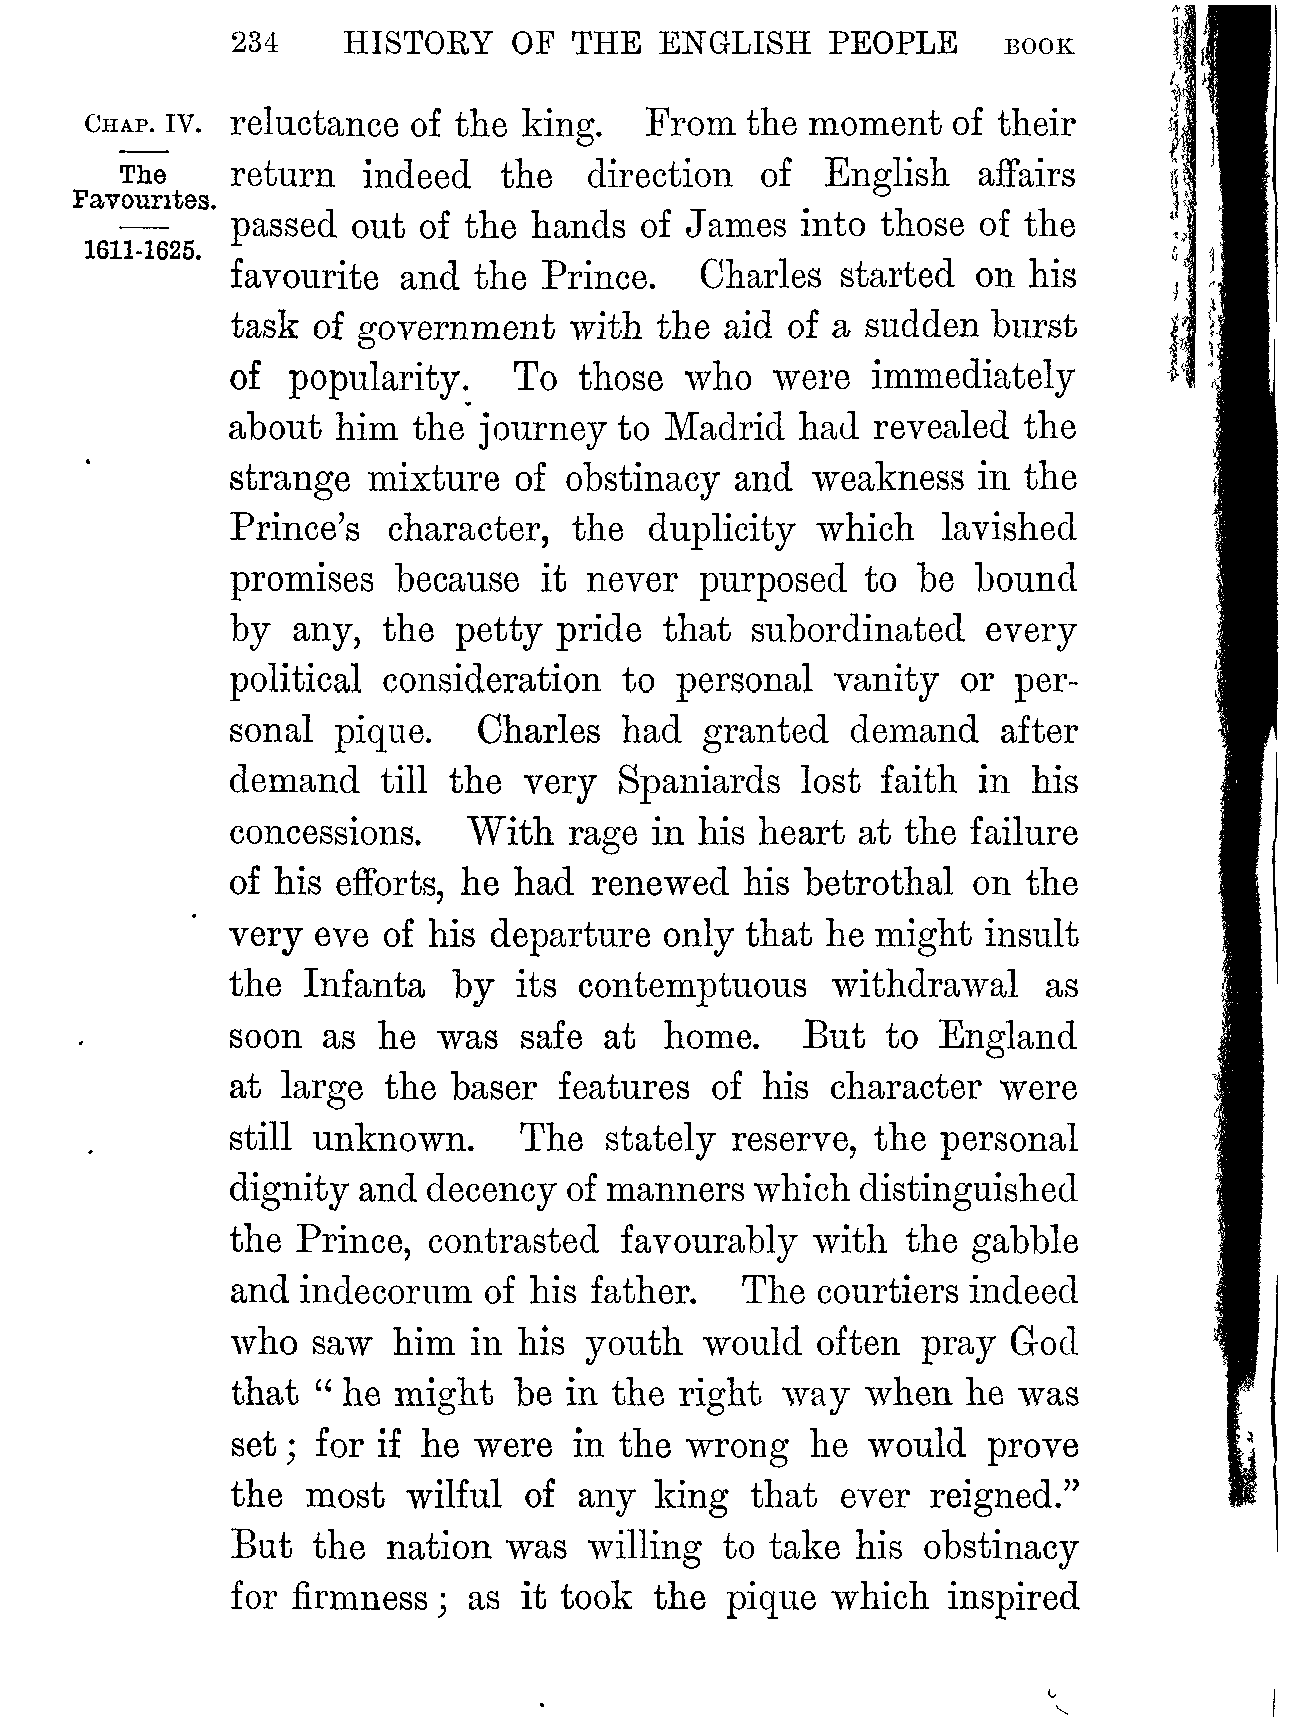 234 HISTORY OF THE ENGLISH PEOPLE BOOK
CHAP. IV.
The
Favourites.
1611-1625.
reluctance of the king. From the moment of their
return indeed the direction of English affairs
passed out of the hands of James into those of the
favourite and the Prince. Charles started on his
task of government with the aid of a sudden burst
of popularity. To those who were immediately
about him the journey to Madrid had revealed the
strange mixture of obstinacy and weakness in the
Prince's character, the duplicity which lavished
promises because it never purposed to be bound
by any, the petty pride that subordinated every
political consideration to personal vanity or per-
sonal pique. Charles had granted demand after
demand till the very Spaniards lost faith in his
concessions. With rage in his heart at the failure
of his efforts, he had renewed his betrothal on the
very eve of his departure only that he might insult
the Infanta by its contemptuous withdrawal as
soon as he was safe at home. But to England
at large the baser features of his character were
still unknown. The stately reserve, the personal
dignity and decency of manners which distinguished
the Prince, contrasted favourably with the gabble
and indecorum of his father. The courtiers indeed
who saw him in his youth would often pray God
that "he might be in the right way when he was
set; for if he were in the wrong he would prove
the most wilful of any king that ever reigned."
But the nation was willing to take his obstinacy
for firmness; as it took the pique which inspired